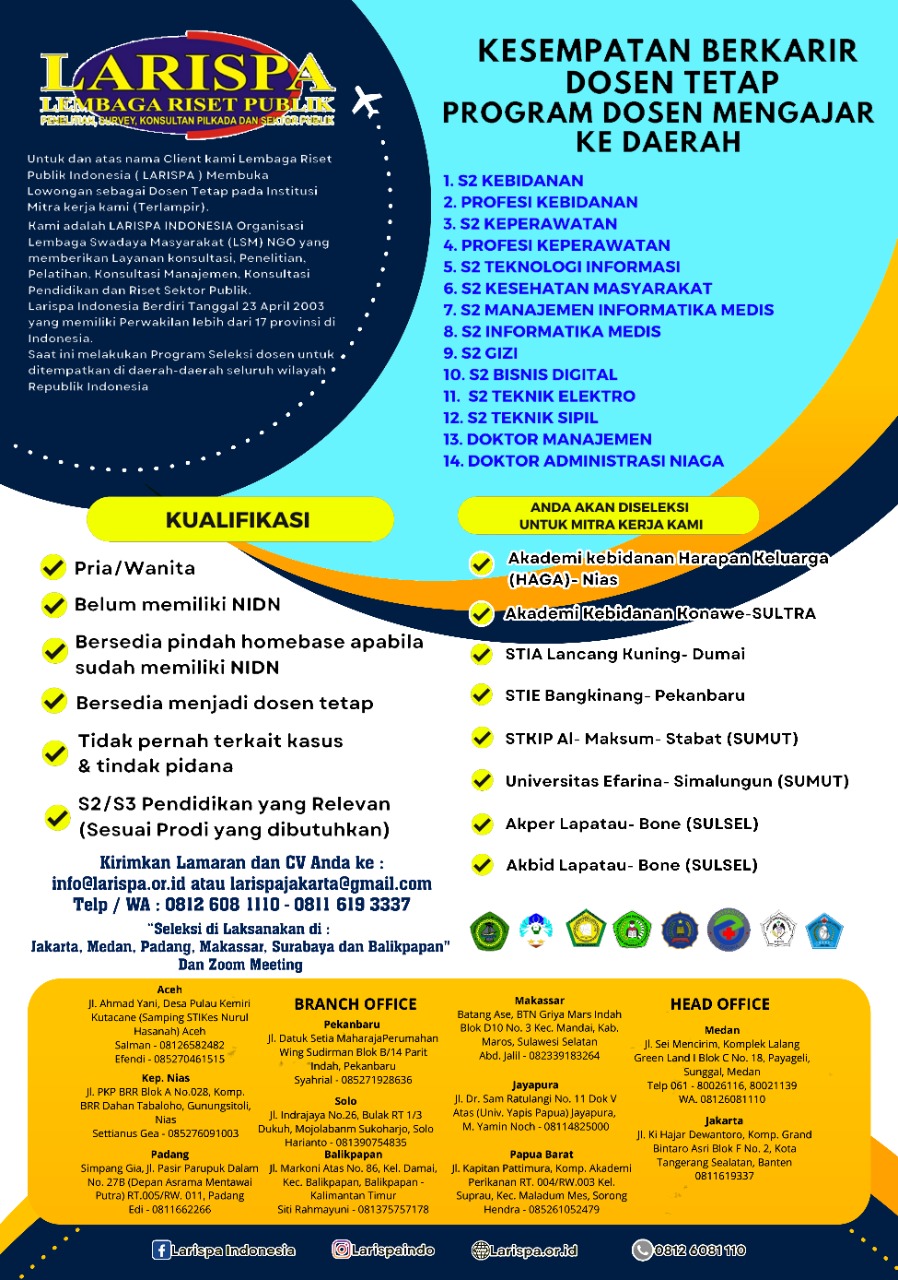 LARISPA
LEMBAGA RISET PUBLIK
PENELITIAN, SURVEY, KONSULTAN PILKADA DAN SEKTOR PUBLIK
Untuk dan atas nama Client kami Lembaga Riset
Publik Indonesia ( LARISPA ) Membuka
Lowongan sebagai Dosen Tetap pada Institusi
Mitra kerja kami (Terlampir).
Kami adalah LARISPA INDONESIA Organisasi
Lembaga Swadaya Masyarakat (LSM) NGO yang
memberikan Layanan konsultasi, Penelitian,
Pelatihan, Konsultasi Manajemen, Konsultasi
Pendidikan dan Riset Sektor Publik.
Larispa Indonesia Berdiri Tanggal 23 April 2003
yang memiliki Perwakilan lebih dari 17 provinsi di
Indonesia.
Saat ini melakukan Program Seleksi dosen untuk
ditempatkan di daerah-daerah seluruh wilayah
Republik Indonesia
KESEMPATAN BERKARIR
DOSEN TETAP
PROGRAM DOSEN MENGAJAR
KE DAERAH
1. S2 KEBIDANAN
2. PROFESI KEBIDANAN
3. S2 KEPERAWATAN
4. PROFESI KEPERAWATAN
5. S2 TEKNOLOGI INFORMASI
6. S2 KESEHATAN MASYARAKAT
7. S2 MANAJEMEN INFORMATIKA MEDIS
8. S2 INFORMATIKA MEDIS
9. S2 GIZI
10. S2 BISNIS DIGITAL
11. S2 TEKNIK ELEKTRO
12. S2 TEKNIK SIPIL
13. DOKTOR MANAJEMEN
14. DOKTOR ADMINISTRASI NIAGA
KUALIFIKASI
Pria/Wanita
Belum memiliki NIDN
Bersedia pindah homebase apabila
sudah memiliki NIDN
Bersedia menjadi dosen tetap
Tidak pernah terkait kasus
& tindak pidana
S2/S3 Pendidikan yang Relevan
(Sesuai Prodi yang dibutuhkan)
Kirimkan Lamaran dan CV Anda ke :
info@larispa.or.id atau larispajakarta@gmail.com
Telp / WA : 0812 608 1110 - 0811 619 3337
"Seleksi di Laksanakan di :
Jakarta, Medan, Padang, Makassar, Surabaya dan Balikpapan"
Dan Zoom Meeting
ANDA AKAN DISELEKSI
UNTUK MITRA KERJA KAMI
Akademi kebidanan Harapan Keluarga
(HAGA)- Nias
Akademi Kebidanan Konawe-SULTRA
STIA Lancang Kuning- Dumai
STIE Bangkinang- Pekanbaru
STKIP Al- Maksum- Stabat (SUMUT)
Universitas Efarina- Simalungun (SUMUT)
Akper Lapatau- Bone (SULSEL)
Akbid Lapatau- Bone (SULSEL)
Aceh
Jl. Ahmad Yani, Desa Pulau Kemiri
Kutacane (Samping STIKes Nurul
Hasanah) Aceh
Salman - 08126582482
Efendi - 085270461515
Kep. Nias
Jl. PKP BRR Blok A No.028, Komp.
BRR Dahan Tabaloho, Gunungsitoli,
Nias
Settianus Gea - 085276091003
Padang
Simpang Gia, Jl. Pasir Parupuk Dalam
No. 27B (Depan Asrama Mentawai
Putra) RT.005/RW. 011, Padang
Edi - 0811662266
BRANCH OFFICE
Pekanbaru
Jl. Datuk Setia MaharajaPerumahan
Wing Sudirman Blok B/14 Parit
Indah, Pekanbaru
Syahrial - 085271928636
Solo
Jl. Indrajaya No.26, Bulak RT 1/3
Dukuh, Mojolabanm Sukoharjo, Solo
Harianto - 081390754835
Balikpapan
Jl. Markoni Atas No. 86, Kel. Damai,
Kec. Balikpapan, Balikpapan -
Kalimantan Timur
Siti Rahmayuni - 081375757178
Makassar
Batang Ase, BTN Griya Mars Indah
Blok D10 No. 3 Kec. Mandai, Kab.
Maros, Sulawesi Selatan
Abd. Jalil - 082339183264
Jayapura
Jl. Dr. Sam Ratulangi No. 11 Dok V
Atas (Univ. Yapis Papua) Jayapura,
M. Yamin Noch - 08114825000
Papua Barat
Jl. Kapitan Pattimura, Komp. Akademi
Perikanan RT. 004/RW.003 Kel.
Suprau, Kec. Maladum Mes, Sorong
Hendra - 085261052479
HEAD OFFICE
Medan
Jl. Sei Mencirim, Komplek Lalang
Green Land I Blok C No. 18, Payageli,
Sunggal, Medan
Telp 061 - 80026116, 80021139
WA. 08126081110
Jakarta
Jl. Ki Hajar Dewantoro, Komp. Grand
Bintaro Asri Blok F No. 2, Kota
Tangerang Sealatan, Banten
0811619337
Larispa Indonesia
Larispaindo
Larispa.or.id
0812 6081 110